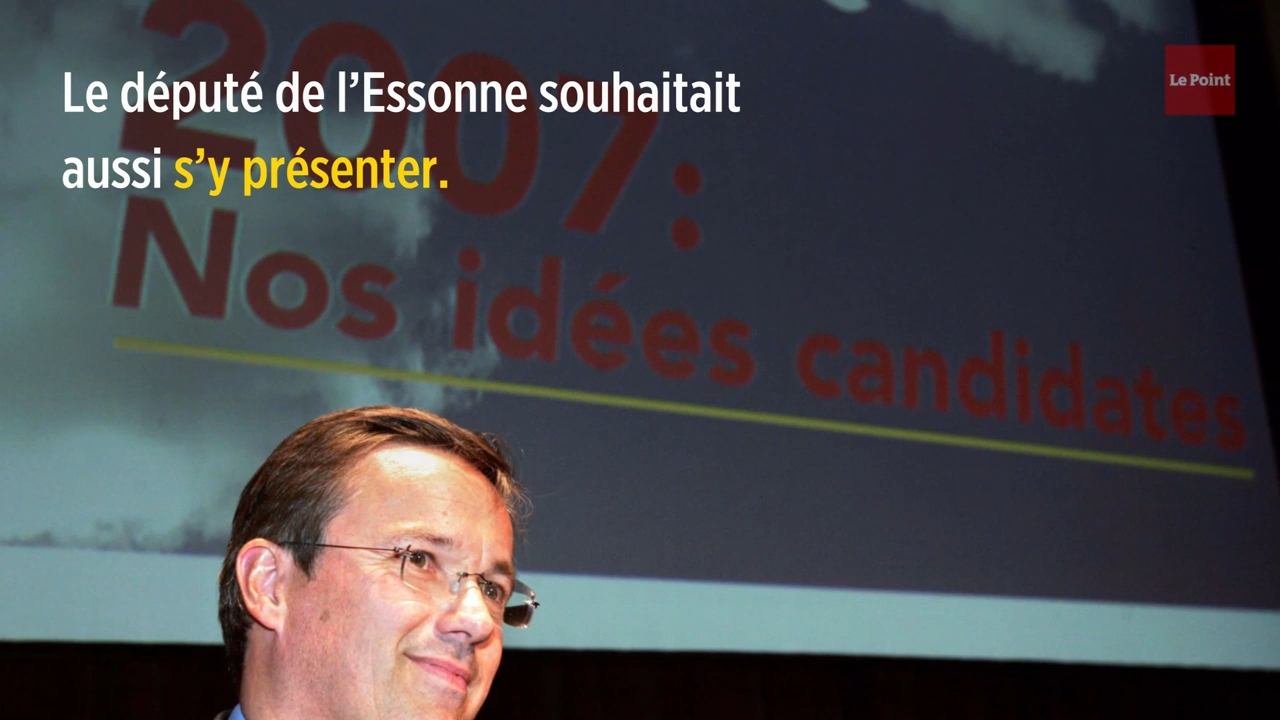 Le député de l’Essonne souhaitait
aussi s’y présenter.
Le Point
2007:
Nos idées candidates